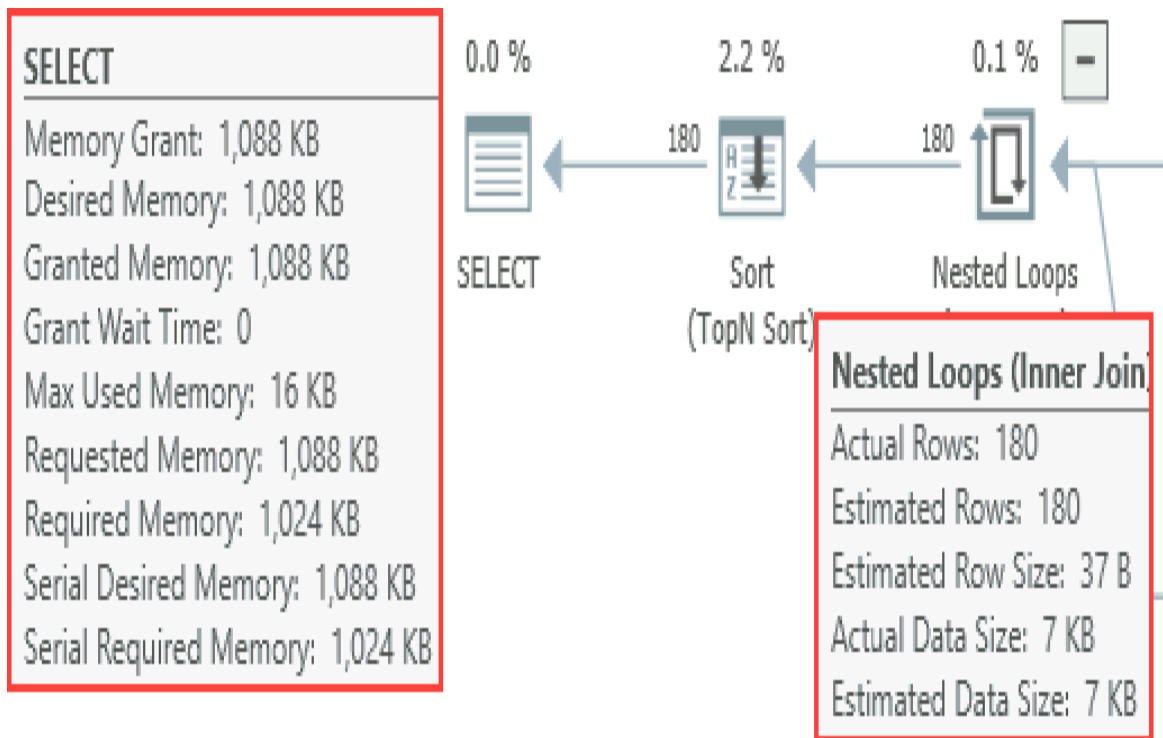 SELECT
Memory Grant: 1,088 KB
Desired Memory: 1,088 KB
Granted Memory: 1,088 KB
Grant Wait Time: 0
Max Used Memory: 16 KB
Requested Memory: 1,088 KB
Required Memory: 1,024 KB
Serial Desired Memory: 1,088 KB
Serial Required Memory: 1,024 KB
0.0 %
SELECT
180
2.2 %
A
Z
Sort
(TopN Sort)
180
0.1 %
Nested Loops
Nested Loops (Inner Join)
Actual Rows: 180
Estimated Rows: 180
Estimated Row Size: 37 B
Actual Data Size: 7 KB
Estimated Data Size: 7 KB